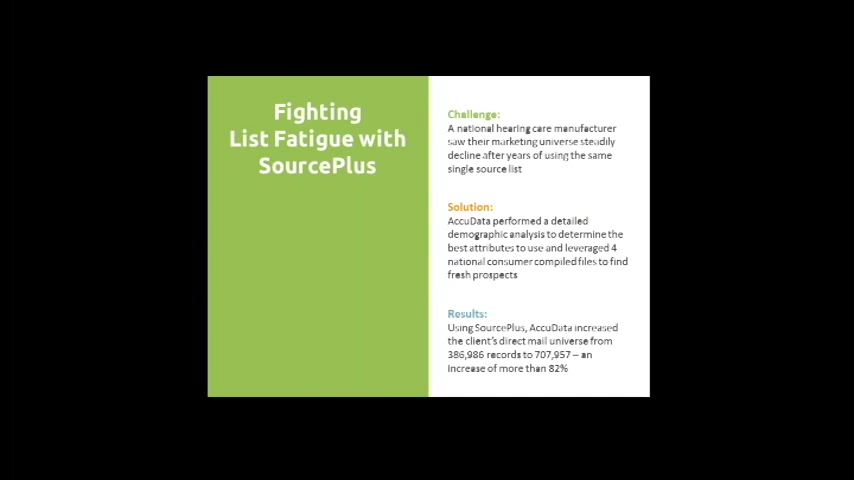 Fighting
List Fatigue with
SourcePlus
Challenge:
A national hearing care manufacturer
saw their marketing universe steadily
decline after years of using the same
single source list
Solution:
AccuData performed a detailed
demographic analysis to determine the
best attributes to use and leveraged 4
national consumer compiled files to find
fresh prospects
Results:
Using SourcePlus, AccuData increased
the client's direct mail universe from
386,986 records to 707,957 – an
increase of more than 82%